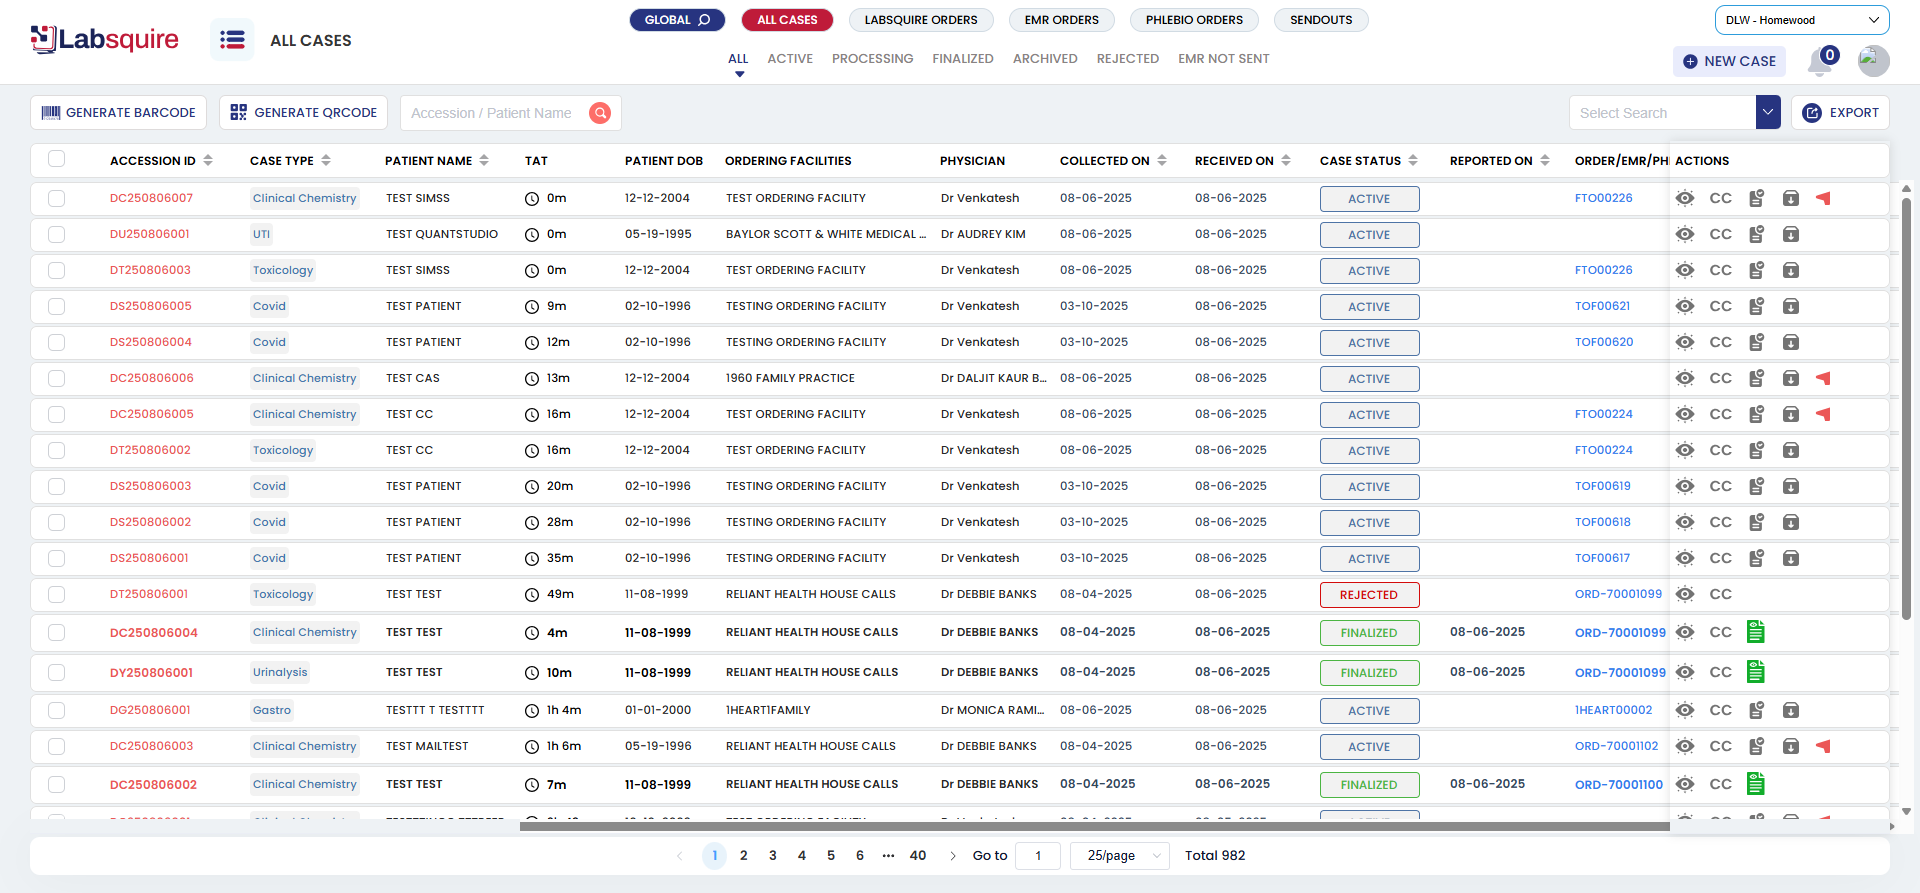 Labsquire
ALL CASES
GLOBAL
ALL CASES
LABSQUIRE ORDERS
EMR ORDERS
PHLEBIO ORDERS
SENDOUTS
DLW - Homewood
ALL
ACTIVE
PROCESSING
FINALIZED
ARCHIVED
REJECTED
EMR NOT SENT
NEW CASE
0
GENERATE BARCODE
GENERATE QRCODE
Accession / Patient Name
Select Search
EXPORT
ACCESSION ID CASE TYPE PATIENT NAME TAT PATIENT DOB ORDERING FACILITIES PHYSICIAN COLLECTED ON RECEIVED ON CASE STATUS REPORTED ON ORDER/EMR/PH ACTIONS
DC250806007 Clinical Chemistry TEST SIMSS 0m 12-12-2004 TEST ORDERING FACILITY Dr Venkatesh 08-06-2025 08-06-2025 ACTIVE FTO00226 CC
DU250806001 UTI TEST QUANTSTUDIO 0m 05-19-1995 BAYLOR SCOTT & WHITE MEDICAL ... Dr AUDREY KIM 08-06-2025 08-06-2025 ACTIVE CC
DT250806003 Toxicology TEST SIMSS 0m 12-12-2004 TEST ORDERING FACILITY Dr Venkatesh 08-06-2025 08-06-2025 ACTIVE FTO00226 CC
DS250806005 Covid TEST PATIENT 9m 02-10-1996 TESTING ORDERING FACILITY Dr Venkatesh 03-10-2025 08-06-2025 ACTIVE TOF00621 CC
DS250806004 Covid TEST PATIENT 12m 02-10-1996 TESTING ORDERING FACILITY Dr Venkatesh 03-10-2025 08-06-2025 ACTIVE TOF00620 CC
DC250806006 Clinical Chemistry TEST CAS 13m 12-12-2004 1960 FAMILY PRACTICE Dr DALJIT KAUR B... 08-06-2025 08-06-2025 ACTIVE CC
DC250806005 Clinical Chemistry TEST CC 16m 12-12-2004 TEST ORDERING FACILITY Dr Venkatesh 08-06-2025 08-06-2025 ACTIVE FTO00224 CC
DT250806002 Toxicology TEST CC 16m 12-12-2004 TEST ORDERING FACILITY Dr Venkatesh 08-06-2025 08-06-2025 ACTIVE FTO00224 CC
DS250806003 Covid TEST PATIENT 20m 02-10-1996 TESTING ORDERING FACILITY Dr Venkatesh 03-10-2025 08-06-2025 ACTIVE TOF00619 CC
DS250806002 Covid TEST PATIENT 28m 02-10-1996 TESTING ORDERING FACILITY Dr Venkatesh 03-10-2025 08-06-2025 ACTIVE TOF00618 CC
DS250806001 Covid TEST PATIENT 35m 02-10-1996 TESTING ORDERING FACILITY Dr Venkatesh 03-10-2025 08-06-2025 ACTIVE TOF00617 CC
DT250806001 Toxicology TEST TEST 49m 11-08-1999 RELIANT HEALTH HOUSE CALLS Dr DEBBIE BANKS 08-04-2025 08-06-2025 REJECTED ORD-70001099 CC
DC250806004 Clinical Chemistry TEST TEST 4m 11-08-1999 RELIANT HEALTH HOUSE CALLS Dr DEBBIE BANKS 08-04-2025 08-06-2025 FINALIZED 08-06-2025 ORD-70001099 CC
DY250806001 Urinalysis TEST TEST 10m 11-08-1999 RELIANT HEALTH HOUSE CALLS Dr DEBBIE BANKS 08-04-2025 08-06-2025 FINALIZED 08-06-2025 ORD-70001099 CC
DG250806001 Gastro TESTTT T TESTTTT 1h 4m 01-01-2000 1HEART1FAMILY Dr MONICA RAMI... 08-06-2025 08-06-2025 ACTIVE 1HEART00002 CC
DC250806003 Clinical Chemistry TEST MAILTEST 1h 6m 05-19-1996 RELIANT HEALTH HOUSE CALLS Dr DEBBIE BANKS 08-04-2025 08-06-2025 ACTIVE ORD-70001102 CC
DC250806002 Clinical Chemistry TEST TEST 7m 11-08-1999 RELIANT HEALTH HOUSE CALLS Dr DEBBIE BANKS 08-04-2025 08-06-2025 FINALIZED 08-06-2025 ORD-70001100 CC
1 2 3 4 5 6 ••• 40 Go to 1 25/page Total 982